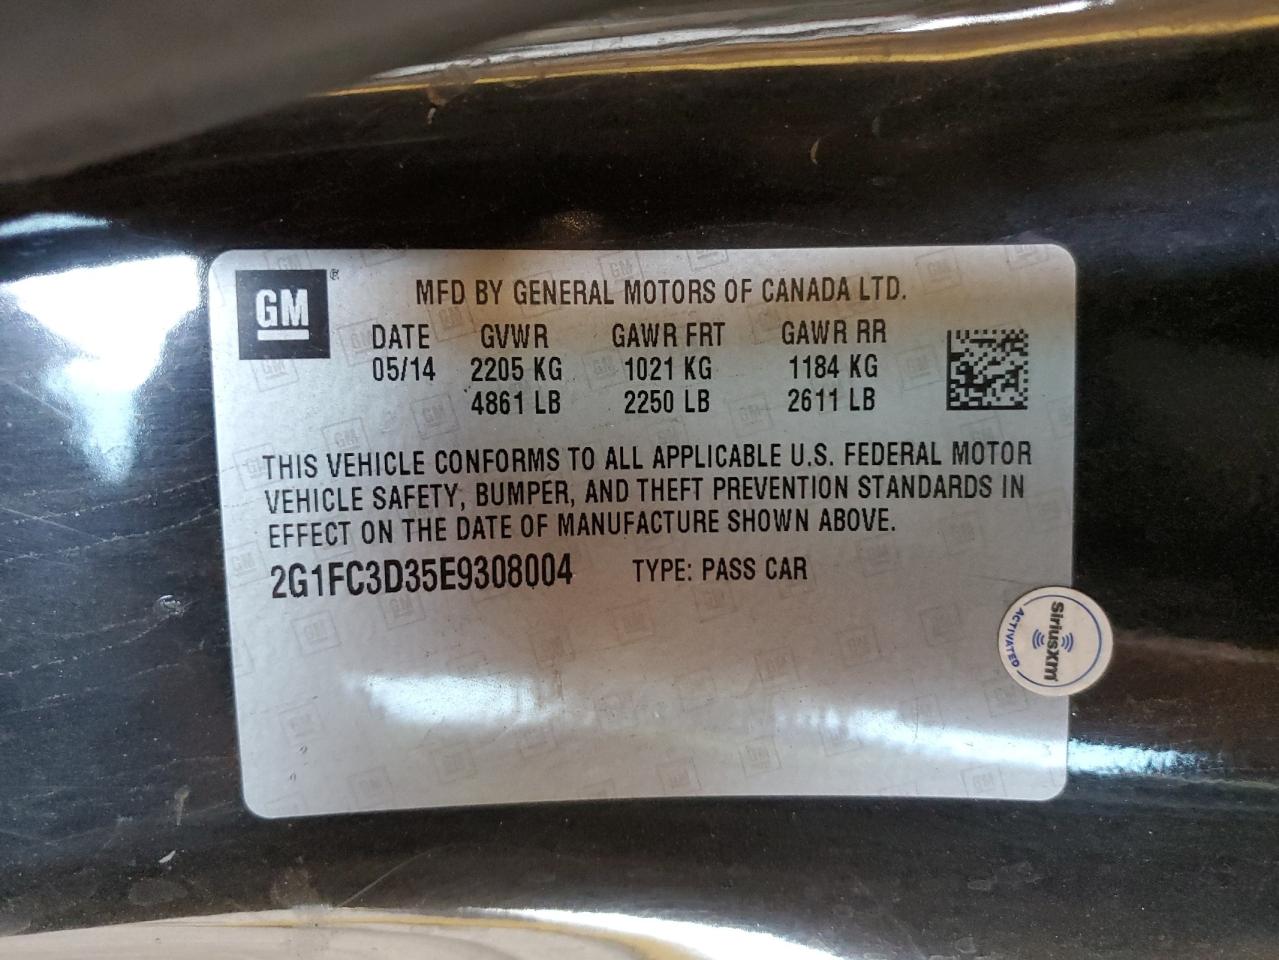 GM ®
MFD BY GENERAL MOTORS OF CANADA LTD.
DATE GVWR GAWR FRT GAWR RR
05/14 2205 KG 1021 KG 1184 KG
4861 LB 2250 LB 2611 LB
THIS VEHICLE CONFORMS TO ALL APPLICABLE U.S. FEDERAL MOTOR
VEHICLE SAFETY, BUMPER, AND THEFT PREVENTION STANDARDS IN
EFFECT ON THE DATE OF MANUFACTURE SHOWN ABOVE.
2G1FC3D35E9308004 TYPE: PASS CAR
SiriusXM
ACTIVATED